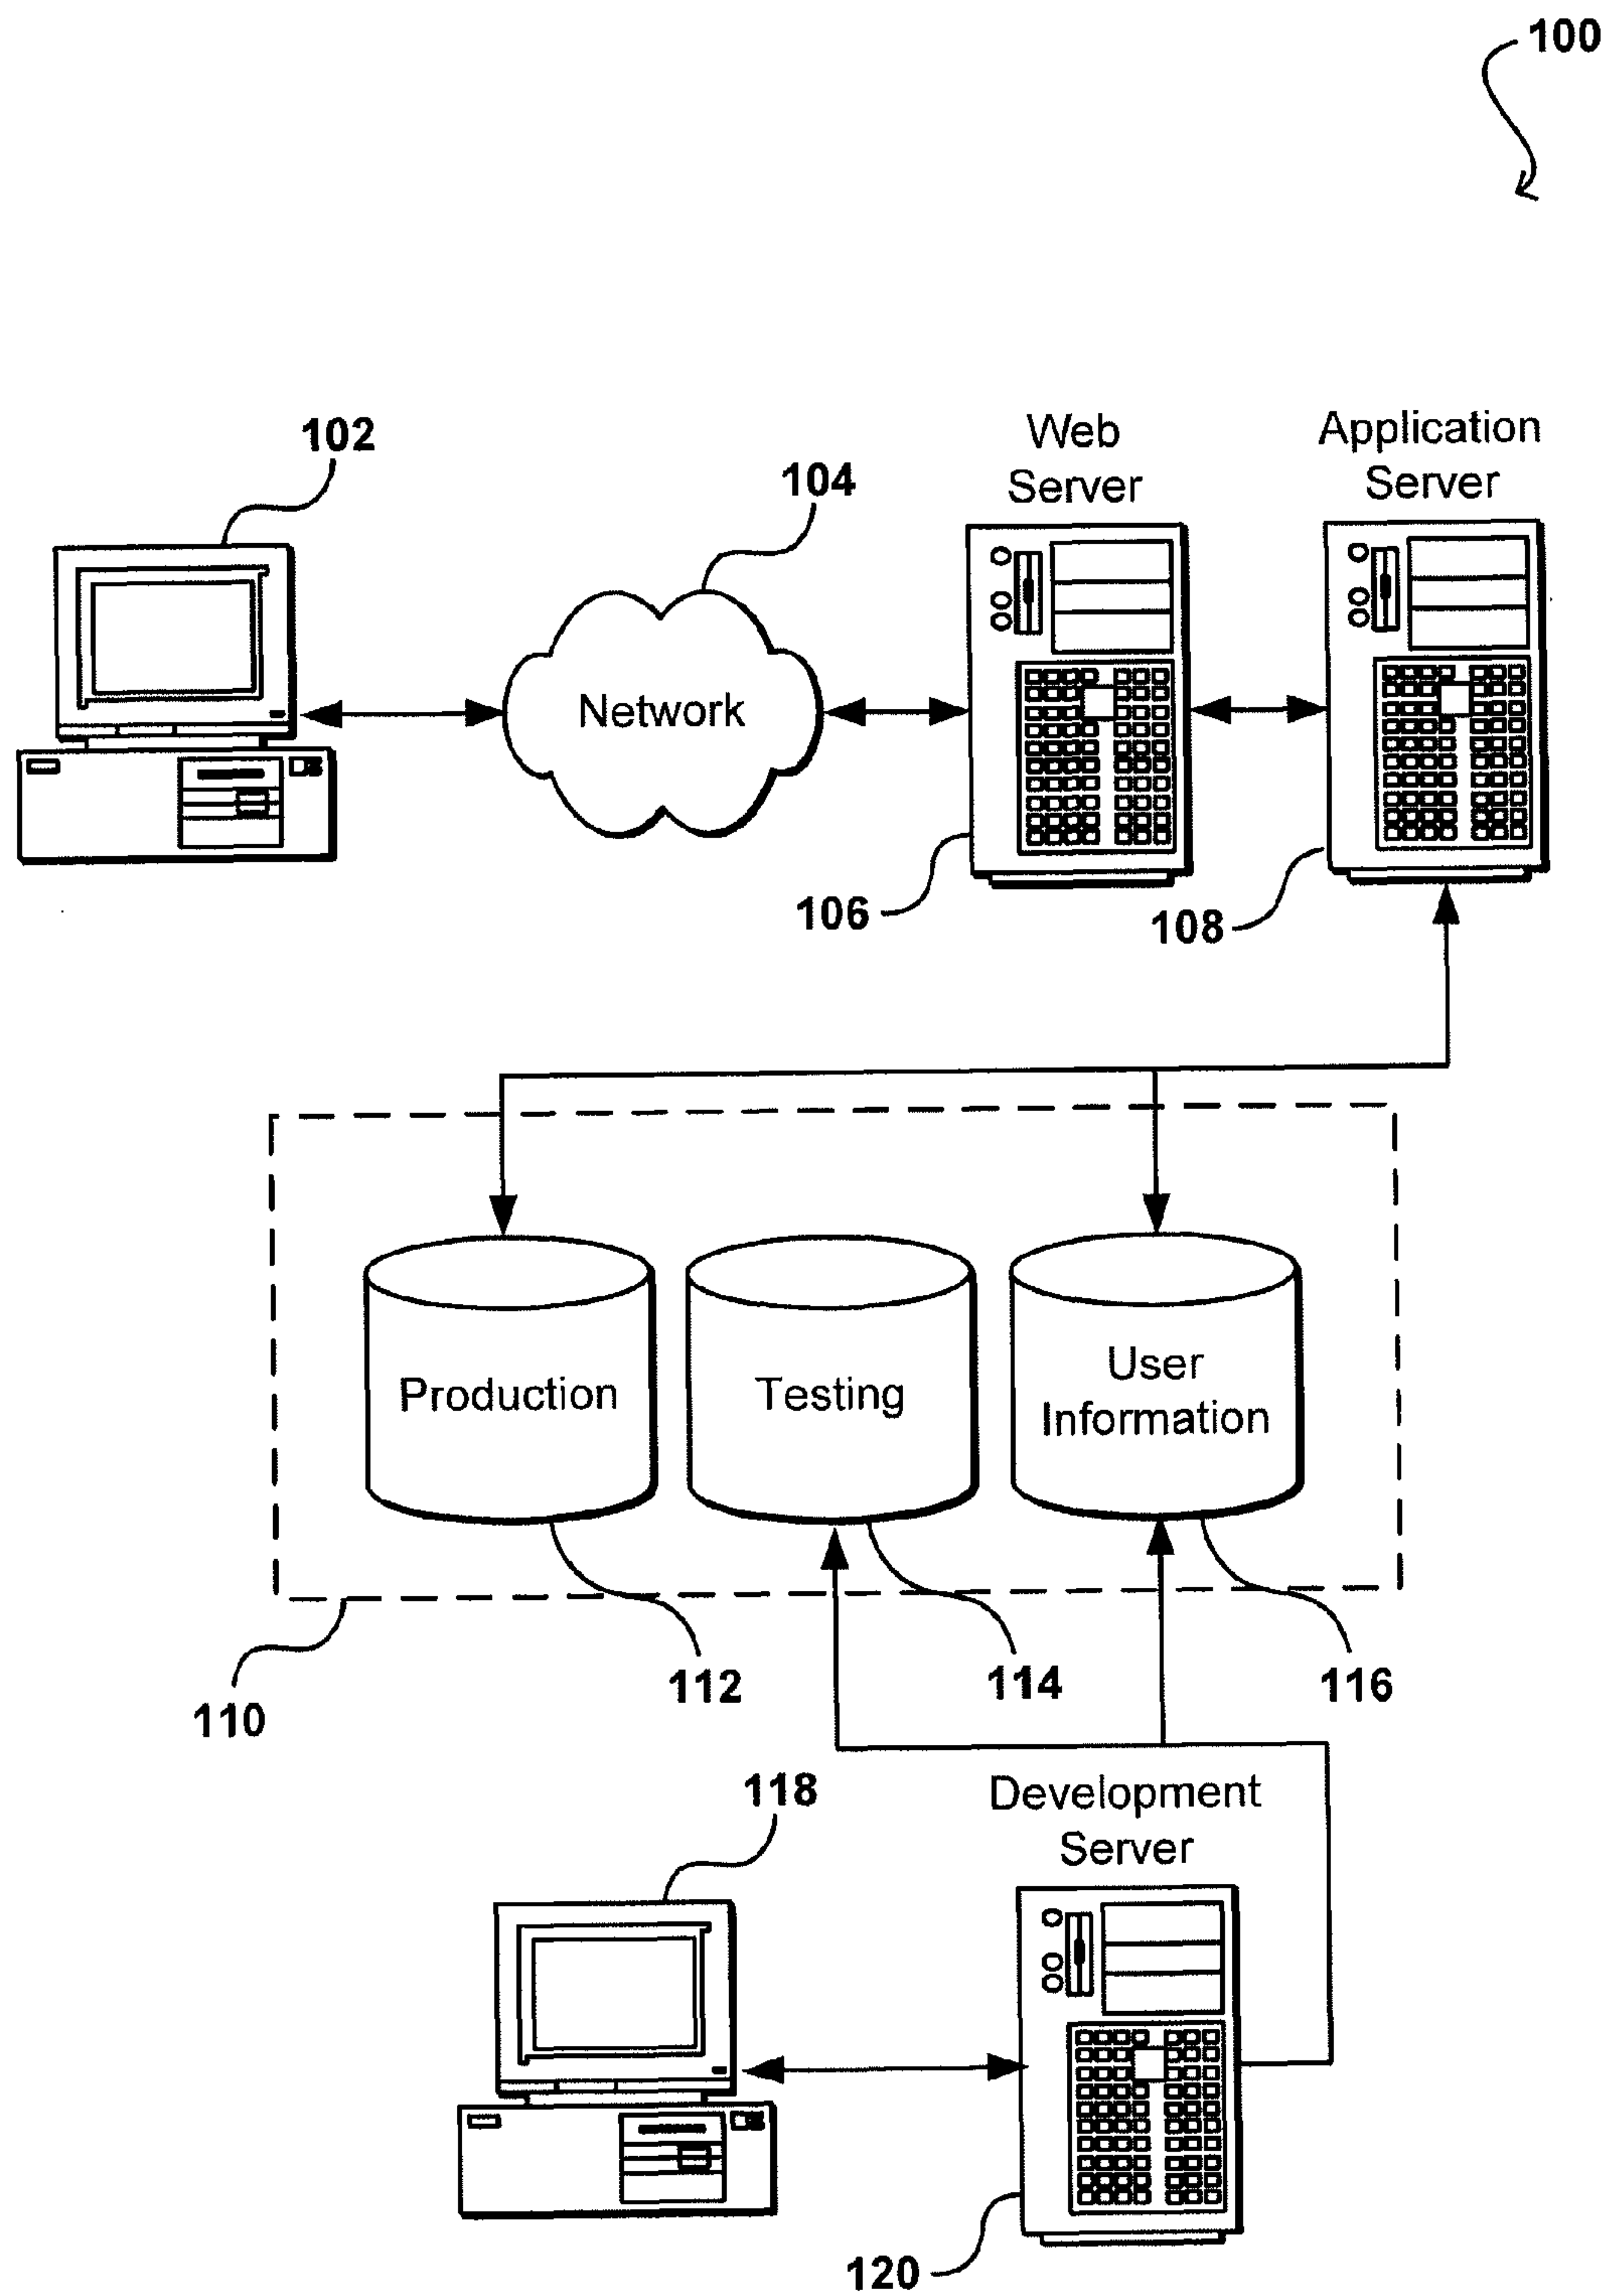 100
102
104
Web
Server
Application
Server
Network
106
108
Production
Testing
User
Information
110
112
114
116
118
Development
Server
120